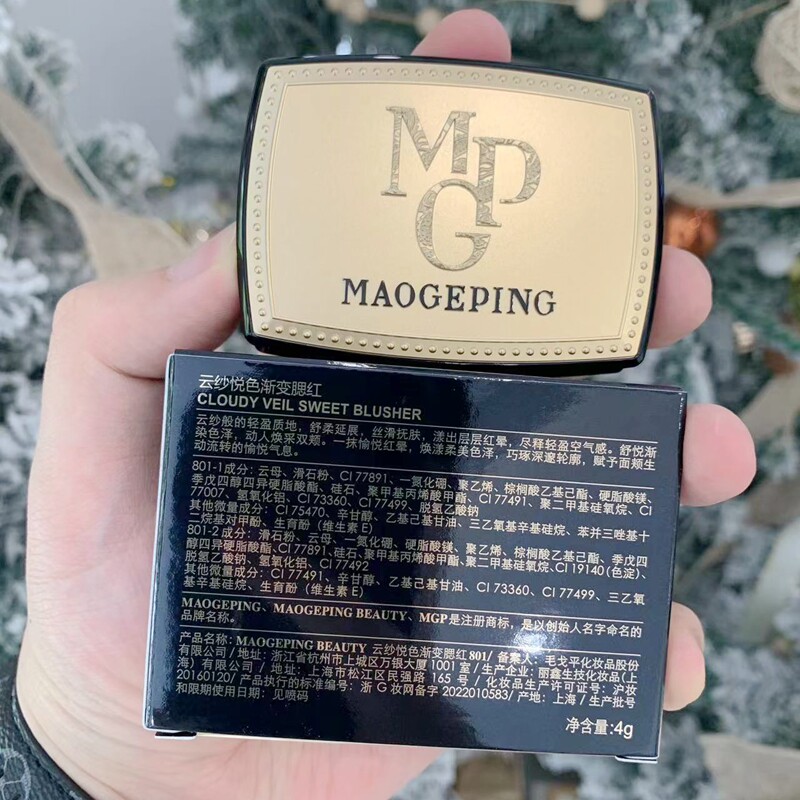 MPG
MAOGEPING
云纱悦色渐变腮红
CLOUDY VEIL SWEET BLUSHER
云纱般的轻盈质地，舒柔延展，丝滑抚肤，漾出层层红晕，尽释轻盈空气感。舒悦渐
染色泽，动人焕采双颊。一抹愉悦红晕，焕漾柔美色泽，巧琢深邃轮廓，赋予面颊生
动流转的愉悦气息。
801-1成分：云母、滑石粉、CI 77891、一氮化硼、聚乙烯、棕榈酸乙基己酯、硬脂酸镁、
季戊四醇四异硬脂酸酯、硅石、聚甲基丙烯酸甲酯、CI 77491、聚二甲基硅氧烷、CI
77007、氢氧化铝、CI 73360、CI 77499、脱氢乙酸钠
其他微量成分：CI 75470、辛甘醇、乙基己基甘油、三乙氧基辛基硅烷、苯并三唑基十
二烷基对甲酚、生育酚（维生素 E）
801-2 成分：滑石粉、云母、一氮化硼、硬脂酸镁、聚乙烯、棕榈酸乙基己酯、季戊四
醇四异硬脂酸酯、CI 77891、硅石、聚甲基丙烯酸甲酯、聚二甲基硅氧烷、CI 19140(色淀)、
脱氢乙酸钠、氢氧化铝、CI 77492
其他微量成分：CI 77491、辛甘醇、乙基己基甘油、CI 73360、CI 77499、三乙氧
基辛基硅烷、生育酚（维生素 E）
MAOGEPING、MAOGEPING BEAUTY、MGP是注册商标，是以创始人名字命名的
品牌名称。
产品名称：MAOGEPING BEAUTY 云纱悦色渐变腮红801/ 备案人：毛戈平化妆品股份
有限公司 / 地址：浙江省杭州市上城区万银大厦 1001 室 / 生产企业：丽鑫生技化妆品(上
海）有限公司 / 地址：上海市松江区民强路 165 号 / 化妆品生产许可证号：沪妆
20160120/ 产品执行的标准编号：浙 G 妆网备字 2022010583/ 产地：上海 / 生产批号
和限期使用日期：见喷码
净含量:4g